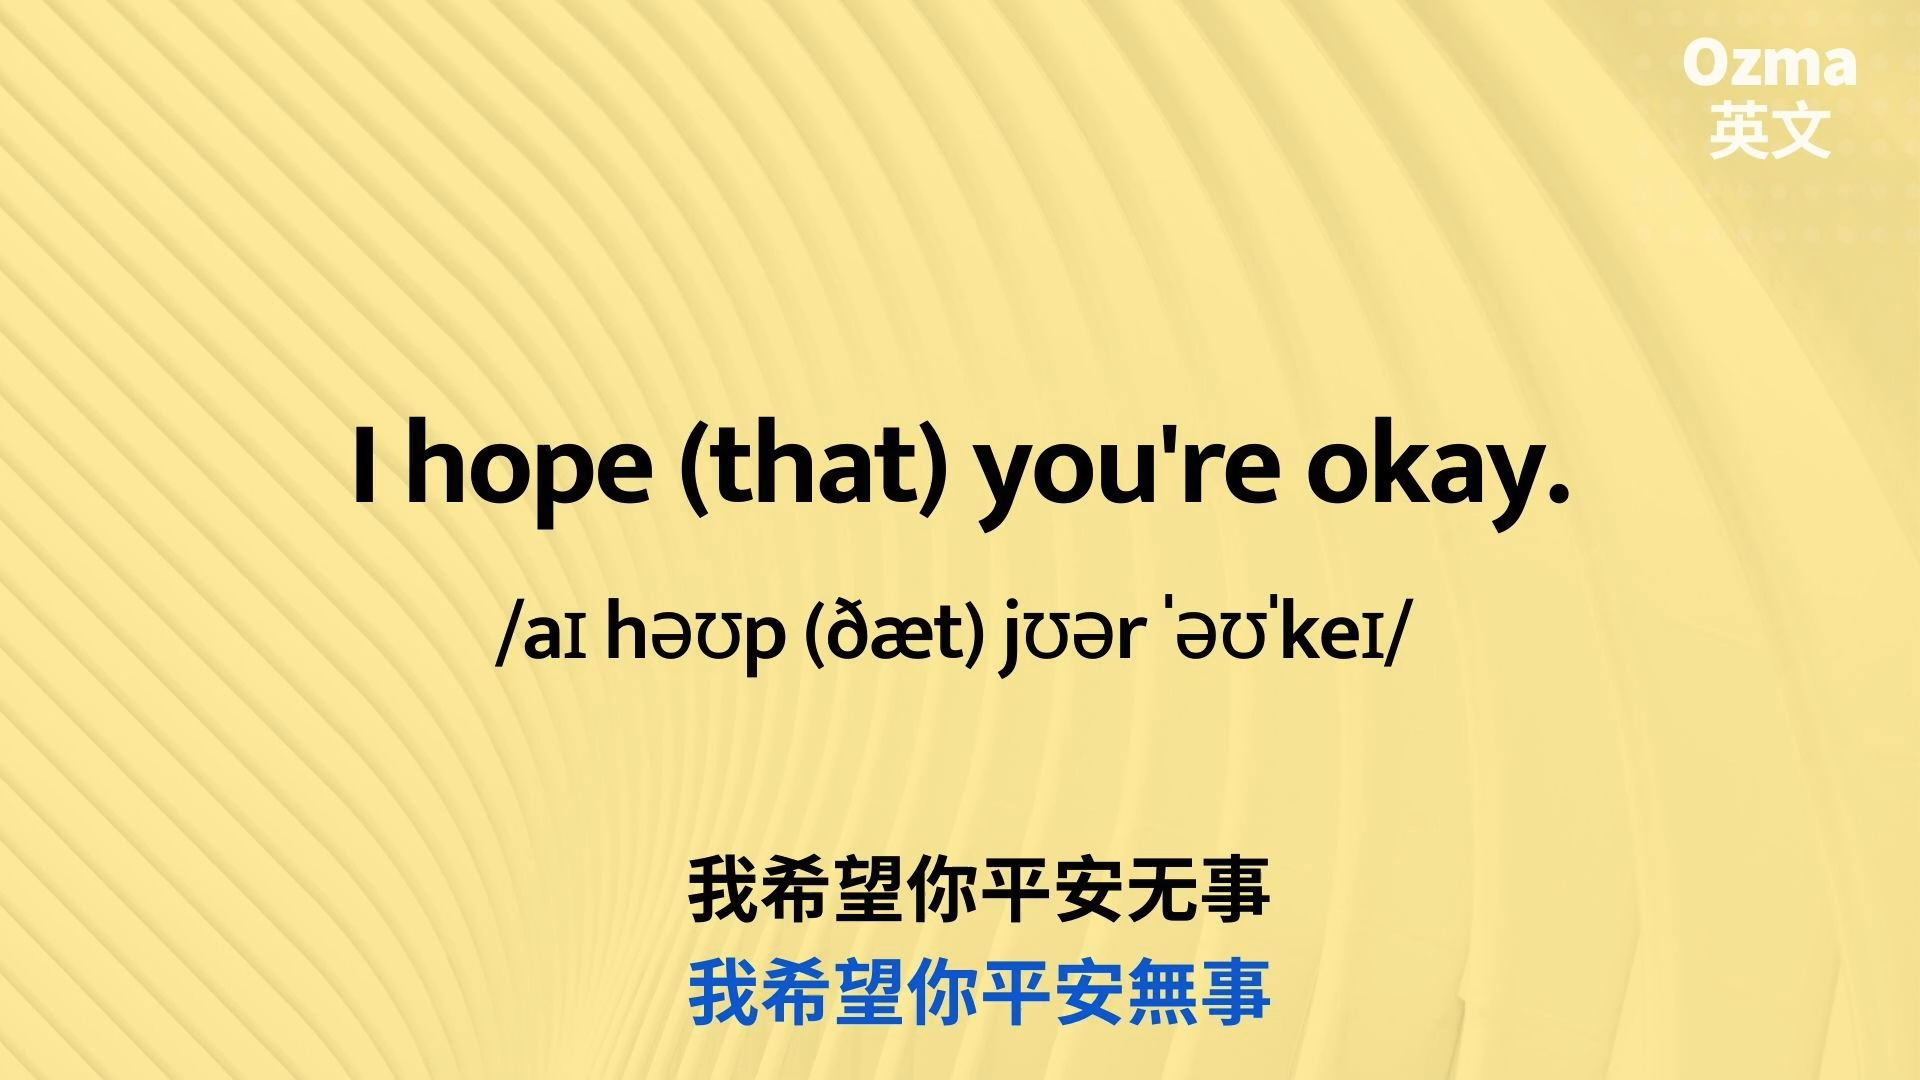 Ozma
英文
I hope (that) you're okay.
/aɪ həʊp (ðæt) jʊər ˈəʊˈkeɪ/
我希望你平安无事
我希望你平安無事